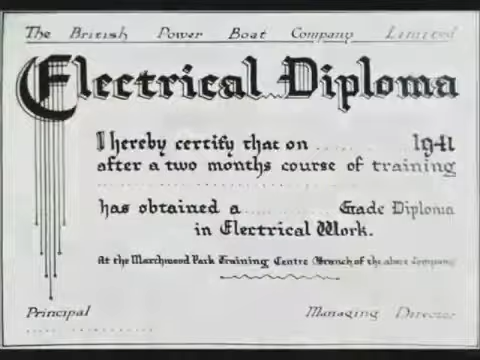 The British Power Boat Company Limited
Electrical Diploma
I hereby certify that on .......... 1941
after a two months course of training
has obtained a .......... Grade Diploma
in Electrical Work.
At the Marchwood Park Training Centre Branch of the above Company
Principal Managing Director